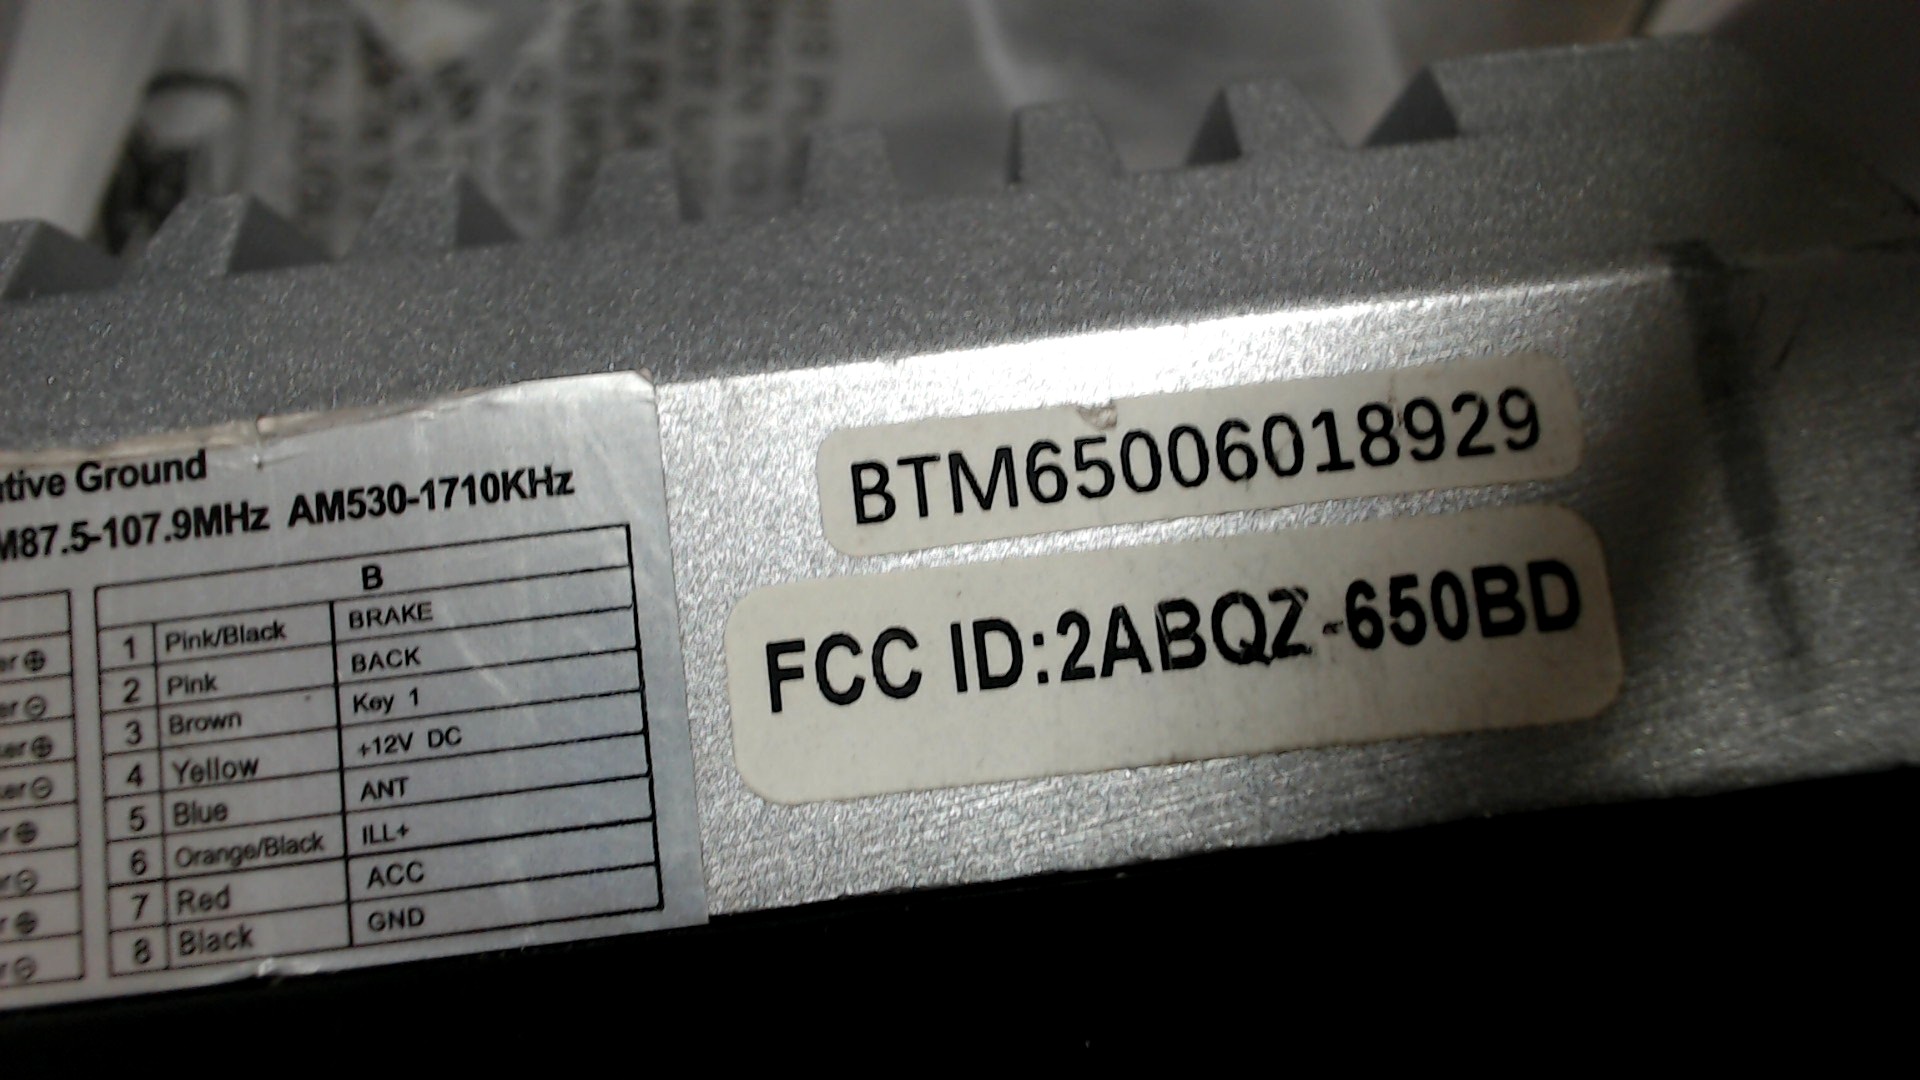 Ground
87.5-107.9MHz AM530-1710KHz
B
1 Pink/Black BRAKE
2 Pink BACK
3 Brown Key 1
4 Yellow +12V DC
5 Blue ANT
6 Orange/Black ILL+
7 Red ACC
8 Black GND
BTM65006018929
FCC ID:2ABQZ-650BD